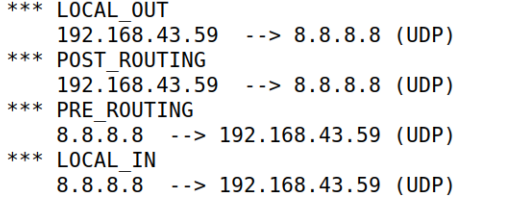 *** LOCAL_OUT
    192.168.43.59  --> 8.8.8.8 (UDP)
*** POST_ROUTING
    192.168.43.59  --> 8.8.8.8 (UDP)
*** PRE_ROUTING
    8.8.8.8  --> 192.168.43.59 (UDP)
*** LOCAL_IN
    8.8.8.8  --> 192.168.43.59 (UDP)